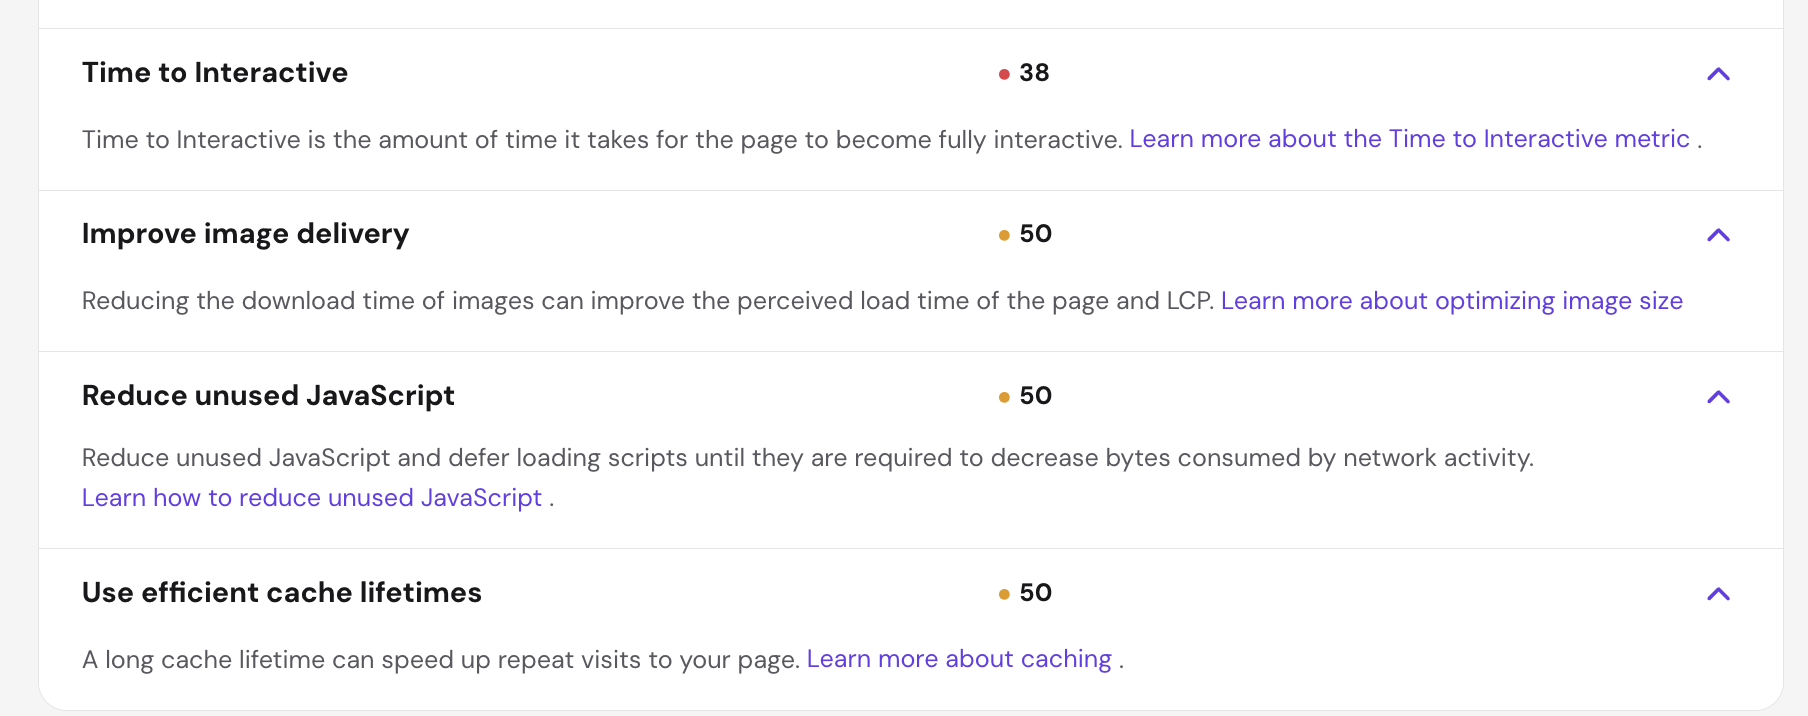 Time to Interactive 38
Time to Interactive is the amount of time it takes for the page to become fully interactive. Learn more about the Time to Interactive metric .
Improve image delivery 50
Reducing the download time of images can improve the perceived load time of the page and LCP. Learn more about optimizing image size
Reduce unused JavaScript 50
Reduce unused JavaScript and defer loading scripts until they are required to decrease bytes consumed by network activity.
Learn how to reduce unused JavaScript .
Use efficient cache lifetimes 50
A long cache lifetime can speed up repeat visits to your page. Learn more about caching .